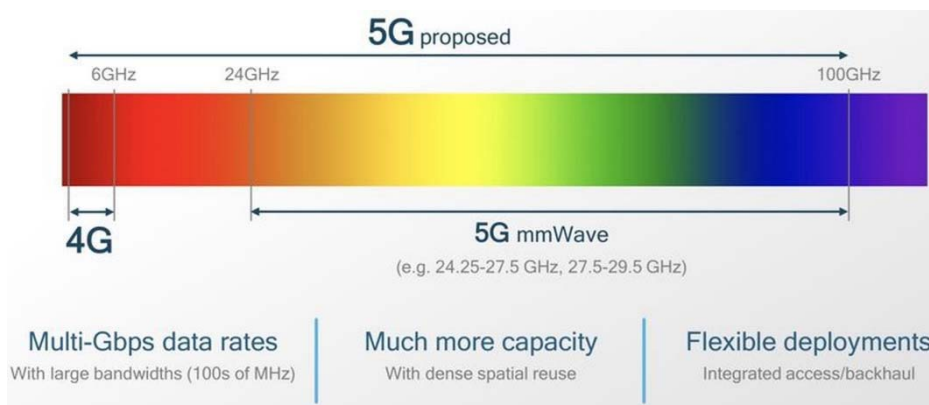 5G proposed
6GHz 24GHz 100GHz
4G
5G mmWave
(e.g. 24.25-27.5 GHz, 27.5-29.5 GHz)
Multi-Gbps data rates
With large bandwidths (100s of MHz)
Much more capacity
With dense spatial reuse
Flexible deployments
Integrated access/backhaul